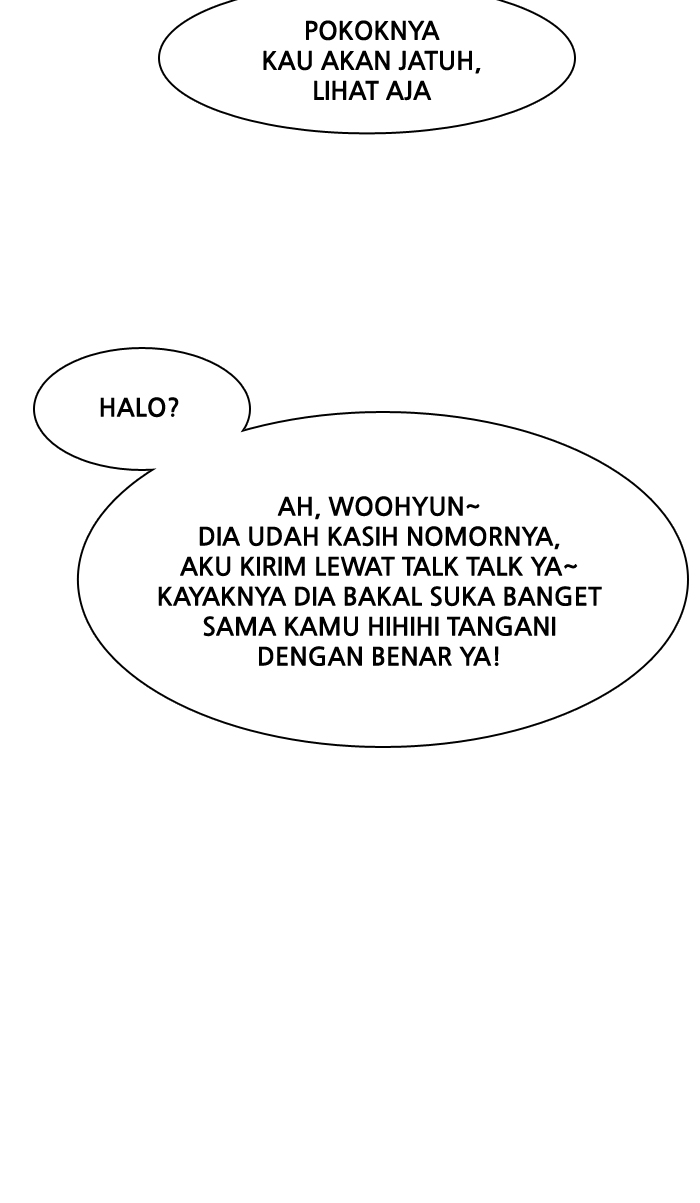 POKOKNYA
KAU AKAN JATUH,
LIHAT AJA
HALO?
AH, WOOHYUN~
DIA UDAH KASIH NOMORNYA,
AKU KIRIM LEWAT TALK TALK YA~
KAYAKNYA DIA BAKAL SUKA BANGET
SAMA KAMU HIHIHI TANGANI
DENGAN BENAR YA!